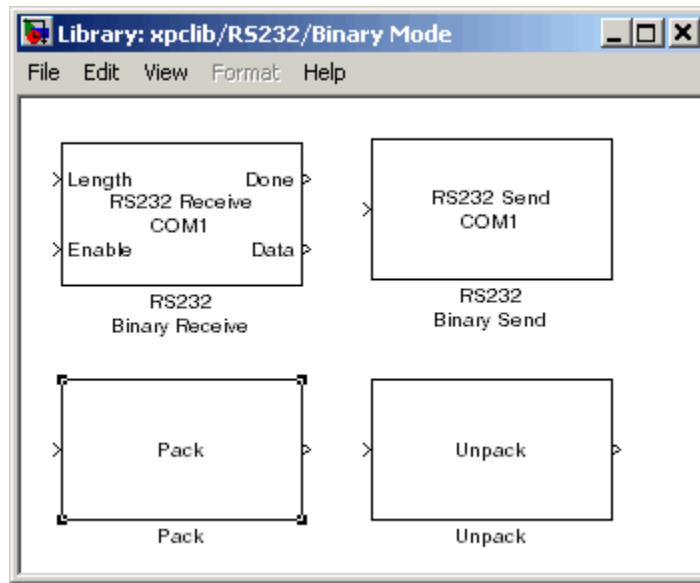 Library: xpclib/RS232/Binary Mode
File Edit View Format Help
Length Done
RS232 Receive
COM1
Enable Data
RS232
Binary Receive
RS232 Send
COM1
RS232
Binary Send
Pack
Pack
Unpack
Unpack